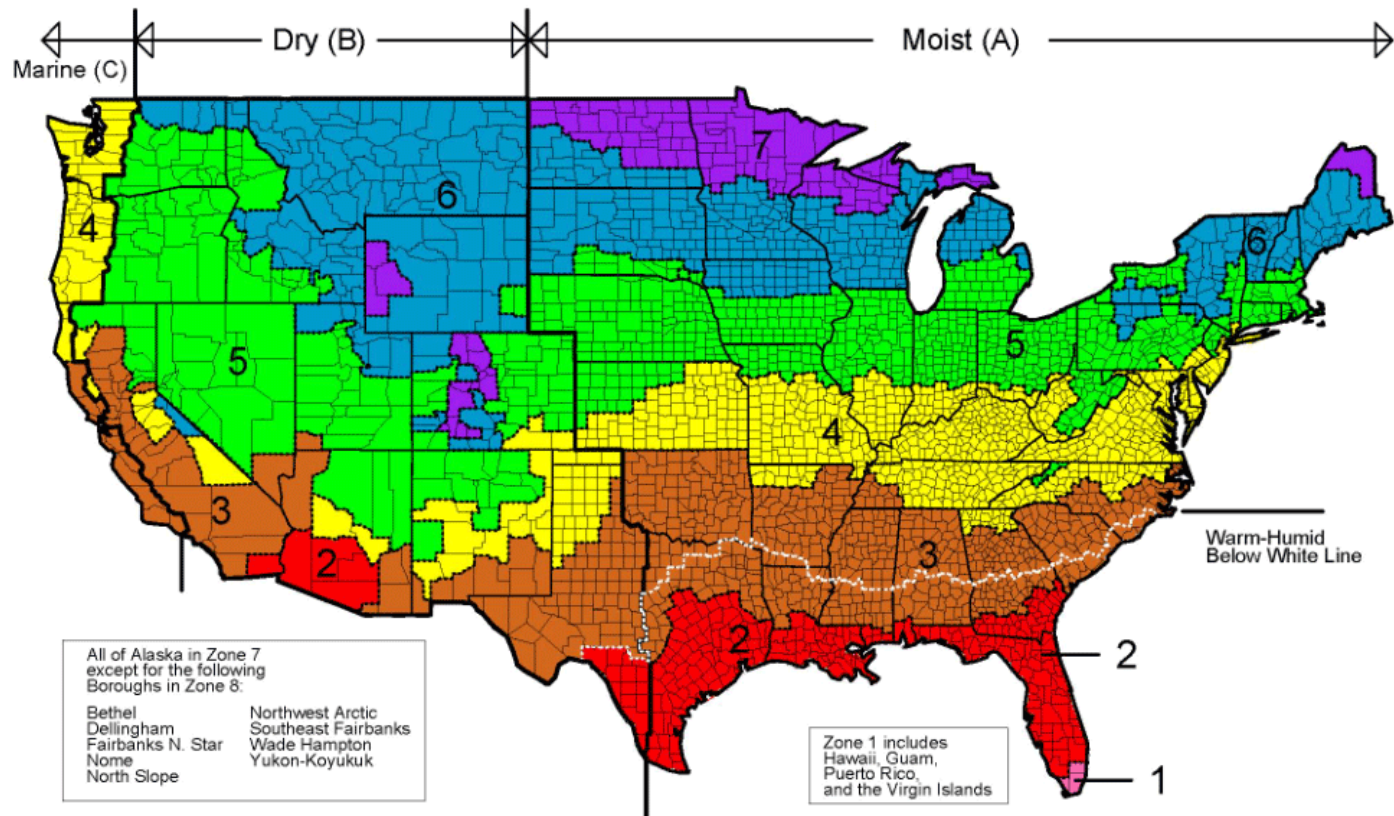 Dry (B)
Moist (A)
Marine (C)
7
6
4
6
5
5
4
3
3
2
2
Warm-Humid
Below White Line
2
1
All of Alaska in Zone 7
except for the following
Boroughs in Zone 8:
Bethel
Dellingham
Fairbanks N. Star
Nome
North Slope
Northwest Arctic
Southeast Fairbanks
Wade Hampton
Yukon-Koyukuk
Zone 1 includes
Hawaii, Guam,
Puerto Rico,
and the Virgin Islands